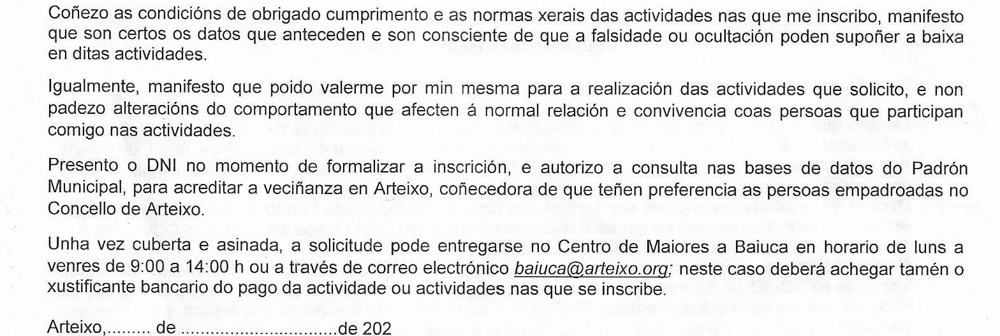 Coñezo as condicións de obrigado cumprimento e as normas xerais das actividades nas que me inscribo, manifesto
que son certos os datos que anteceden e son consciente de que a falsidade ou ocultación poden supoñer a baixa
en ditas actividades.
Igualmente, manifesto que poido valerme por min mesma para a realización das actividades que solicito, e non
padezo alteracións do comportamento que afecten á normal relación e convivencia coas persoas que participan
comigo nas actividades.
Presento o DNI no momento de formalizar a inscrición, e autorizo a consulta nas bases de datos do Padrón
Municipal, para acreditar a veciñanza en Arteixo, coñecedora de que teñen preferencia as persoas empadroadas no
Concello de Arteixo.
Unha vez cuberta e asinada, a solicitude pode entregarse no Centro de Maiores a Baiuca en horario de luns a
venres de 9:00 a 14:00 h ou a través de correo electrónico baiuca@arteixo.org; neste caso deberá achegar tamén o
xustificante bancario do pago da actividade ou actividades nas que se inscribe.
Arteixo,......... de ................................de 202